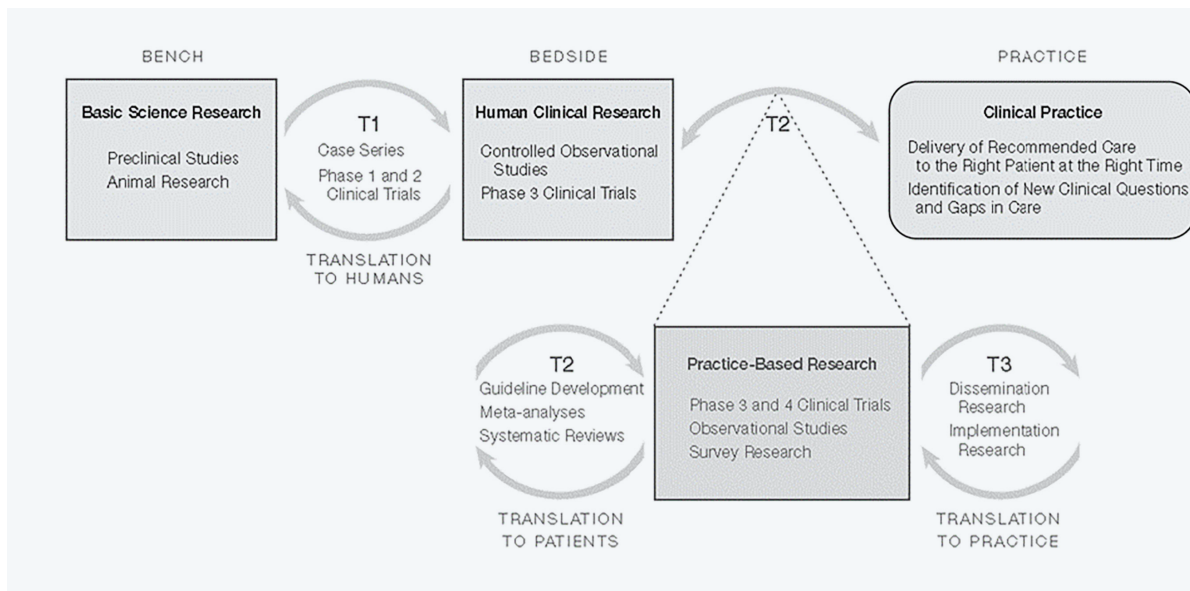 BENCH
BEDSIDE
PRACTICE
Basic Science Research
Preclinical Studies
Animal Research
T1
Case Series
Phase 1 and 2
Clinical Trials
TRANSLATION
TO HUMANS
Human Clinical Research
Controlled Observational
Studies
Phase 3 Clinical Trials
T2
Clinical Practice
Delivery of Recommended Care
to the Right Patient at the Right Time
Identification of New Clinical Questions
and Gaps in Care
T2
Guideline Development
Meta-analyses
Systematic Reviews
TRANSLATION
TO PATIENTS
Practice-Based Research
Phase 3 and 4 Clinical Trials
Observational Studies
Survey Research
T3
Dissemination
Research
Implementation
Research
TRANSLATION
TO PRACTICE